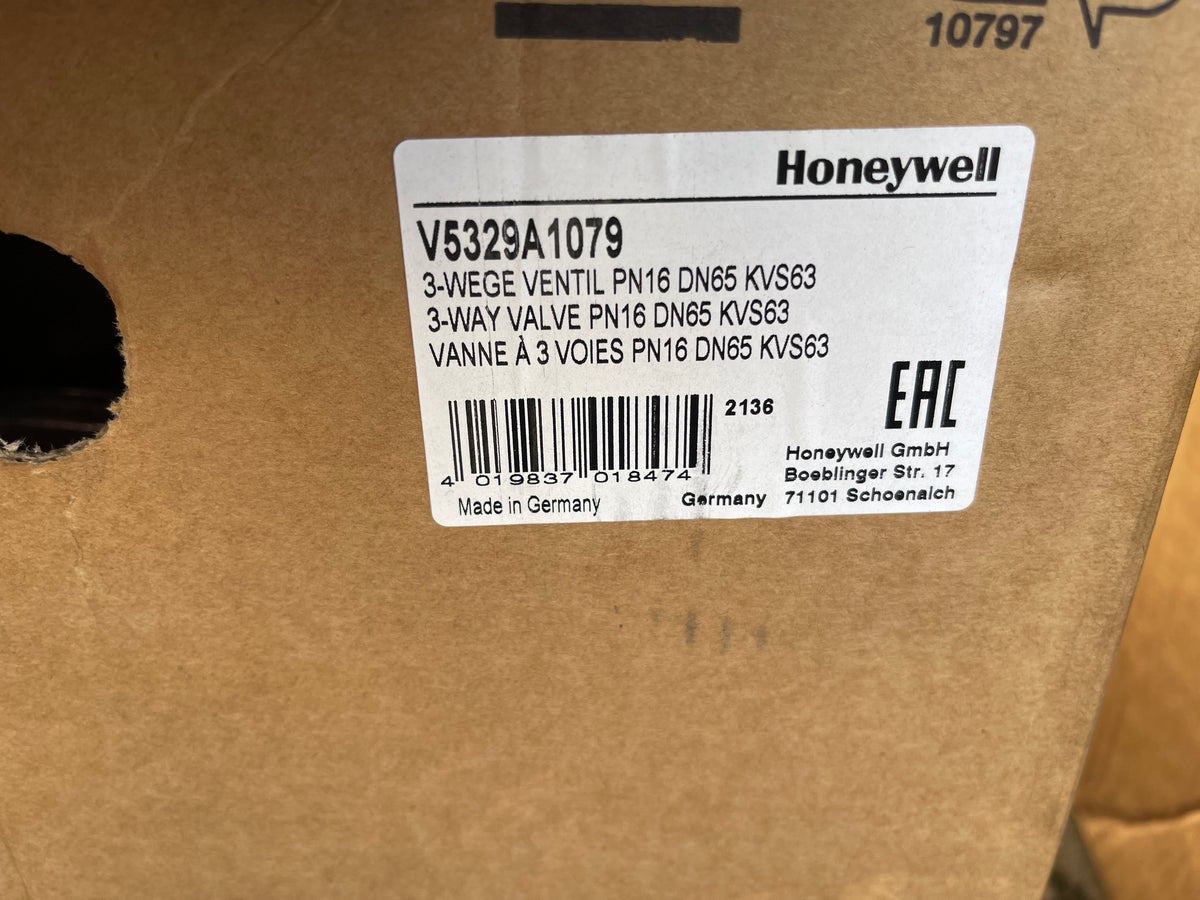 10797
Honeywell
V5329A1079
3-WEGE VENTIL PN16 DN65 KVS63
3-WAY VALVE PN16 DN65 KVS63
VANNE À 3 VOIES PN16 DN65 KVS63
EAC
2136
4 019837 018474
Honeywell GmbH
Boeblinger Str. 17
Made in Germany
Germany 71101 Schoenaich